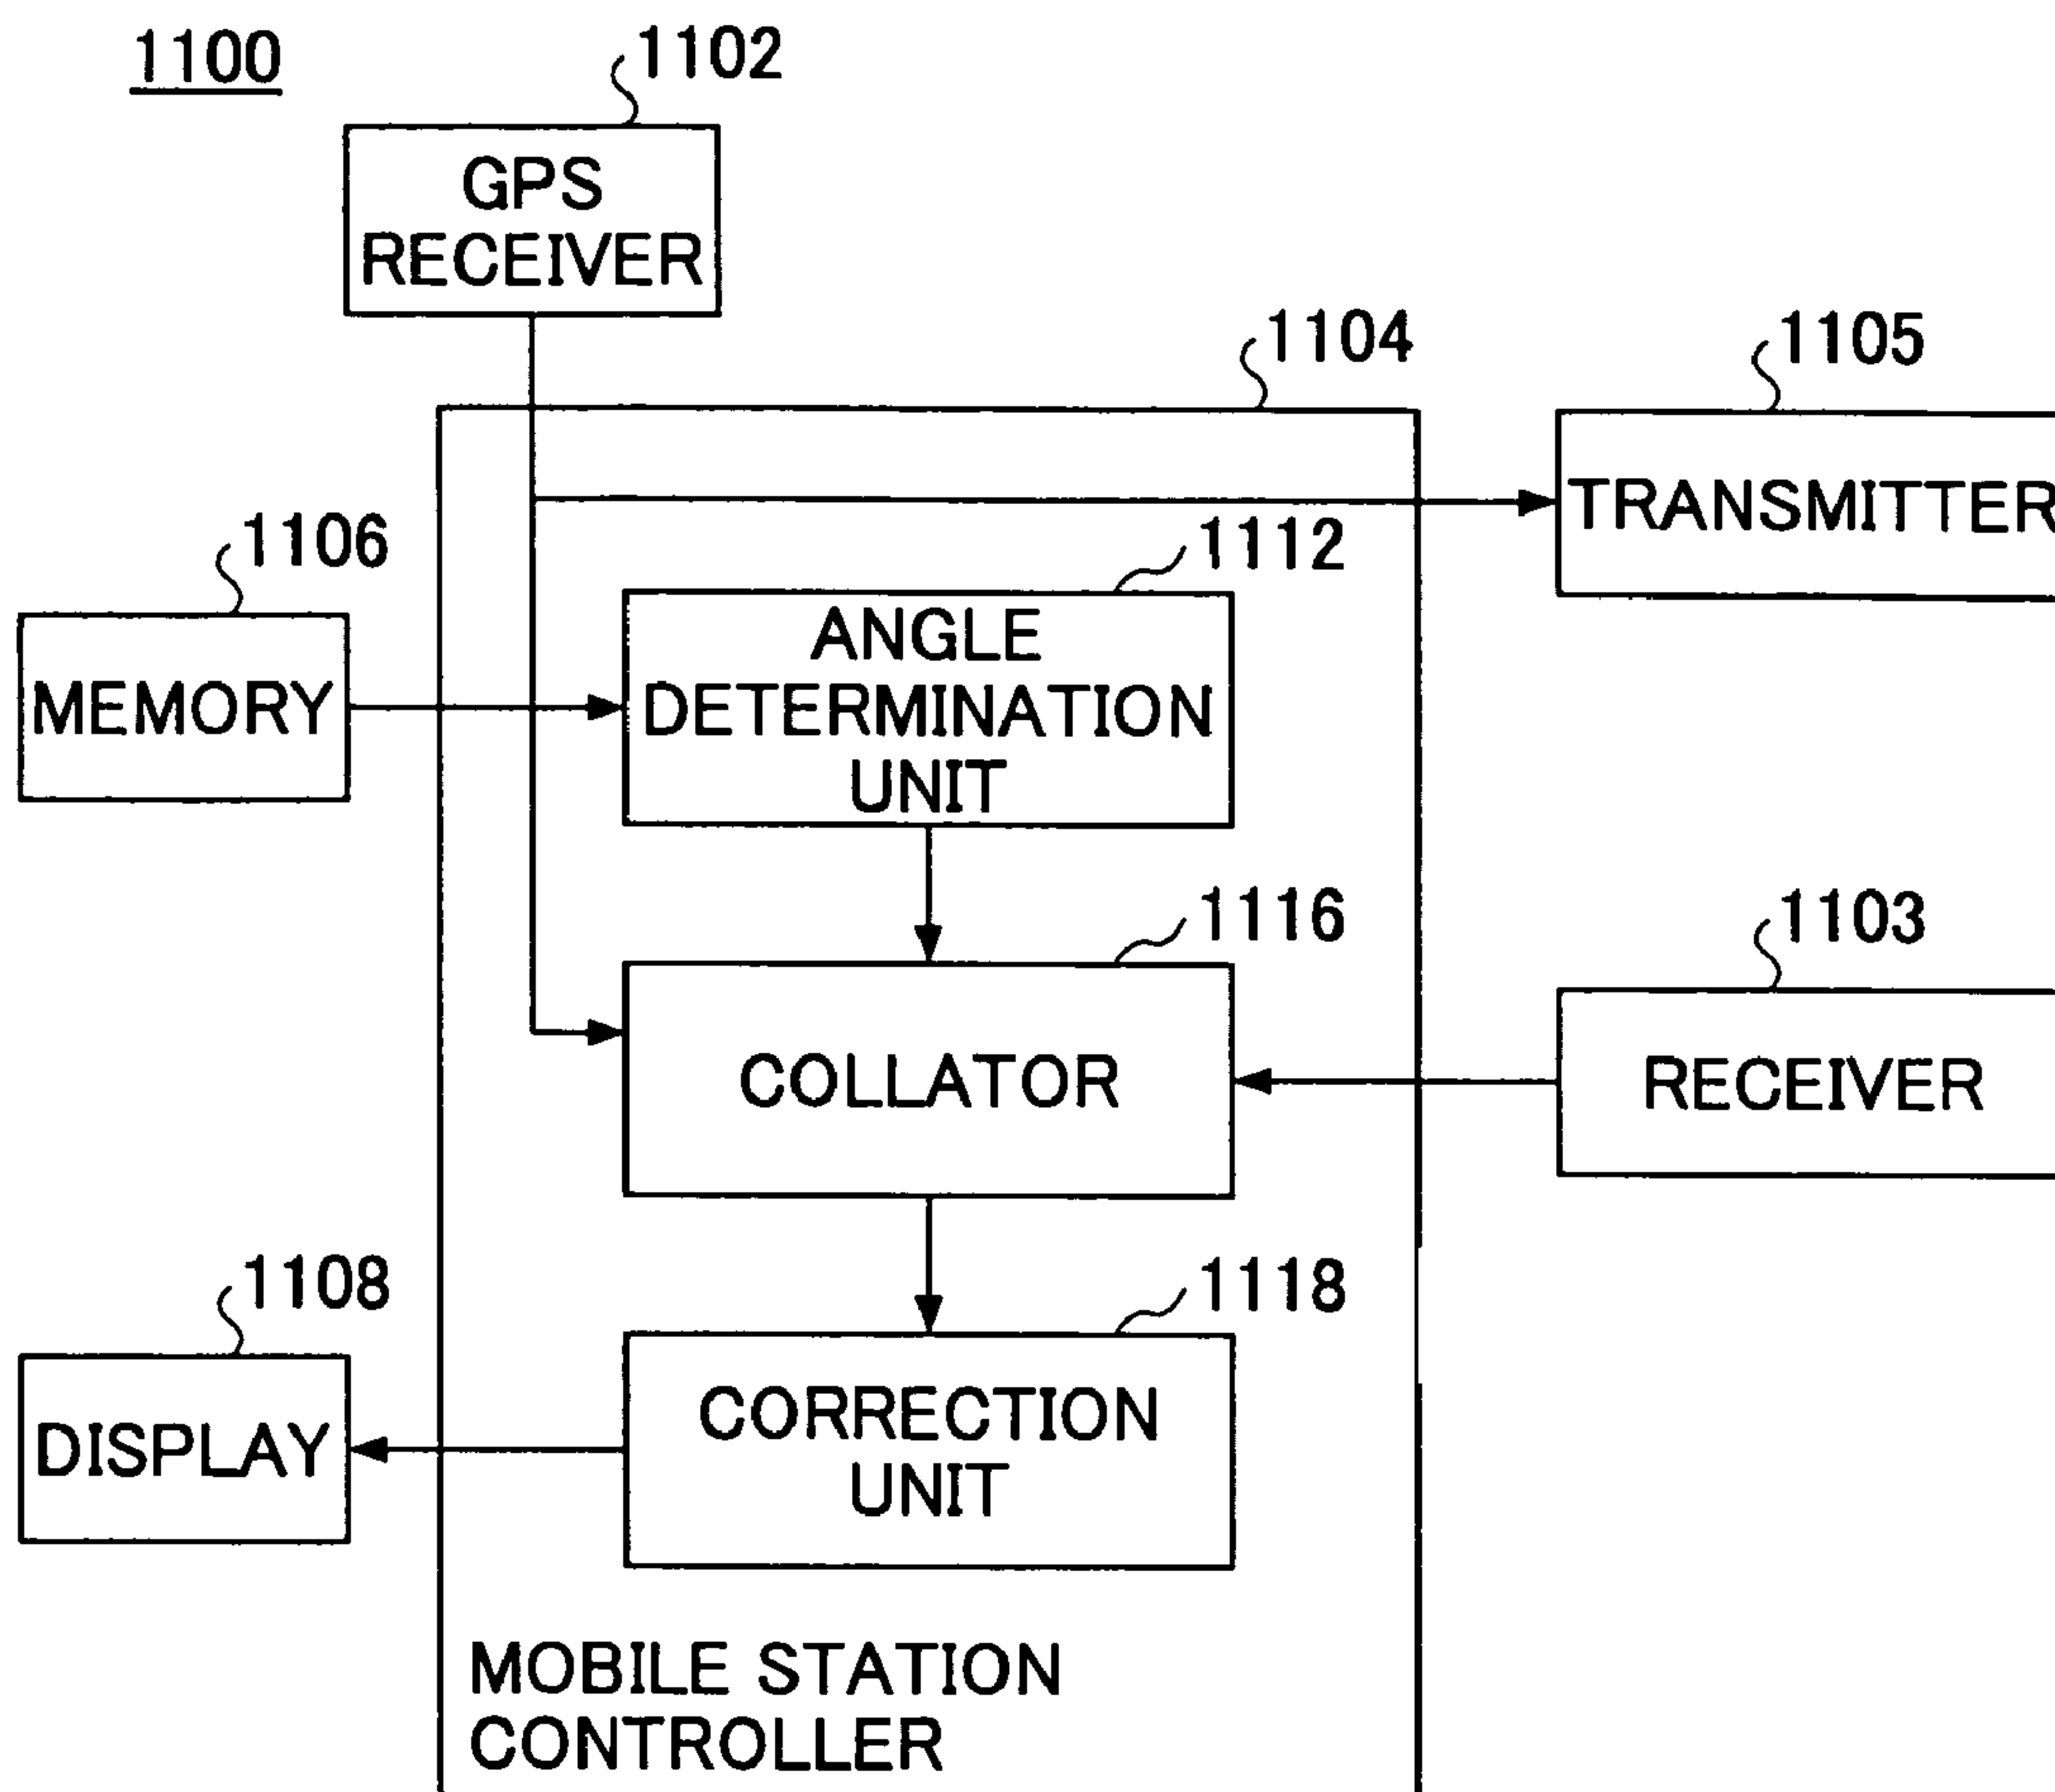 1100
1102
GPS
RECEIVER
1104
1105
TRANSMITTER
1106
MEMORY
1112
ANGLE
DETERMINATION
UNIT
1116
COLLATOR
1103
RECEIVER
1108
DISPLAY
1118
CORRECTION
UNIT
MOBILE STATION
CONTROLLER